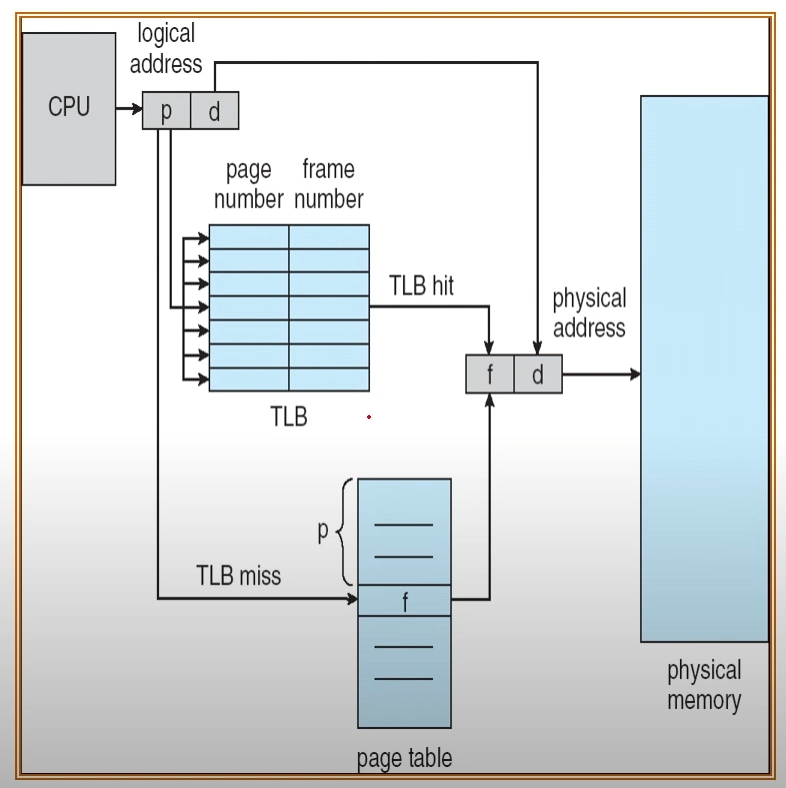 logical
address
CPU
p d
page frame
number number
TLB hit
physical
address
f d
TLB
p
TLB miss
f
physical
memory
page table